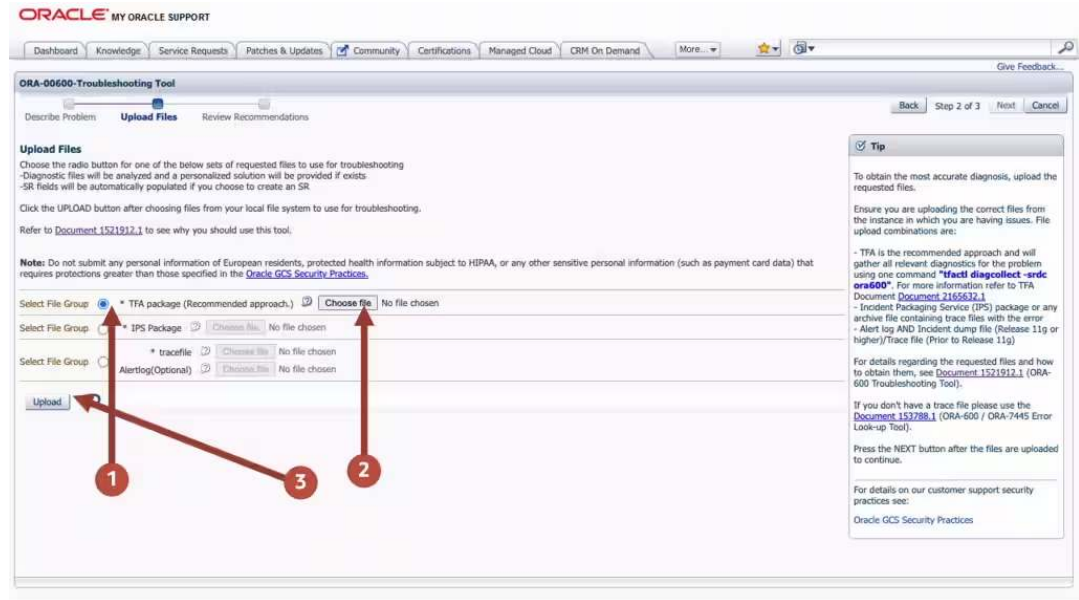 ORACLE MY ORACLE SUPPORT
Dashboard Knowledge Service Requests Patches & Updates Community Certifications Managed Cloud CRM On Demand More...
Give Feedback...
ORA-00600-Troubleshooting Tool
Describe Problem Upload Files Review Recommendations
Back Step 2 of 3 Next Cancel
Upload Files
Choose the radio button for one of the below sets of requested files to use for troubleshooting
-Diagnostic files will be analyzed and a personalized solution will be provided if exists
-SR fields will be automatically populated if you choose to create an SR
Click the UPLOAD button after choosing files from your local file system to use for troubleshooting.
Refer to Document 1521912.1 to see why you should use this tool.
Note: Do not submit any personal information of European residents, protected health information subject to HIPAA, or any other sensitive personal information (such as payment card data) that
requires protections greater than those specified in the Oracle GCS Security Practices.
Select File Group * TFA package (Recommended approach.) Choose file No file chosen
Select File Group * IPS Package Choose file No file chosen
Select File Group
* tracefile Choose file No file chosen
Alertlog(Optional) Choose file No file chosen
Upload
1
3
2
Tip
To obtain the most accurate diagnosis, upload the
requested files.
Ensure you are uploading the correct files from
the instance in which you are having issues. File
upload combinations are:
- TFA is the recommended approach and will
gather all relevant diagnostics for the problem
using one command "tfactl diagcollect -srdc
ora600". For more information refer to TFA
Document Document 2165632.1
- Incident Packaging Service (IPS) package or any
archive file containing trace files with the error
- Alert log AND Incident dump file (Release 11g or
higher)/Trace file (Prior to Release 11g)
For details regarding the requested files and how
to obtain them, see Document 1521912.1 (ORA-
600 Troubleshooting Tool).
If you don't have a trace file please use the
Document 153788.1 (ORA-600 / ORA-7445 Error
Look-up Tool).
Press the NEXT button after the files are uploaded
to continue.
For details on our customer support security
practices see:
Oracle GCS Security Practices